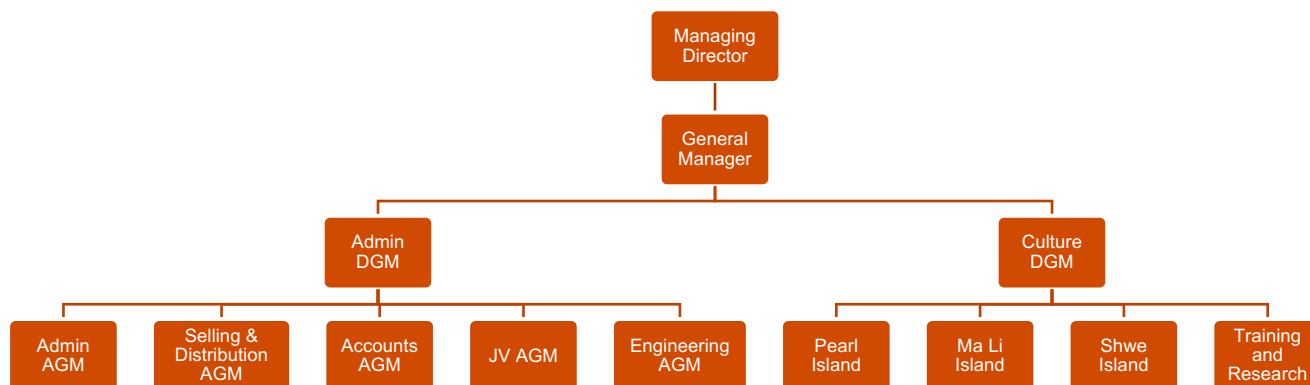 Managing
Director
General
Manager
Admin
DGM
Culture
DGM
Admin
AGM
Selling &
Distribution
AGM
Accounts
AGM
JV AGM
Engineering
AGM
Pearl
Island
Ma Li
Island
Shwe
Island
Training
and
Research